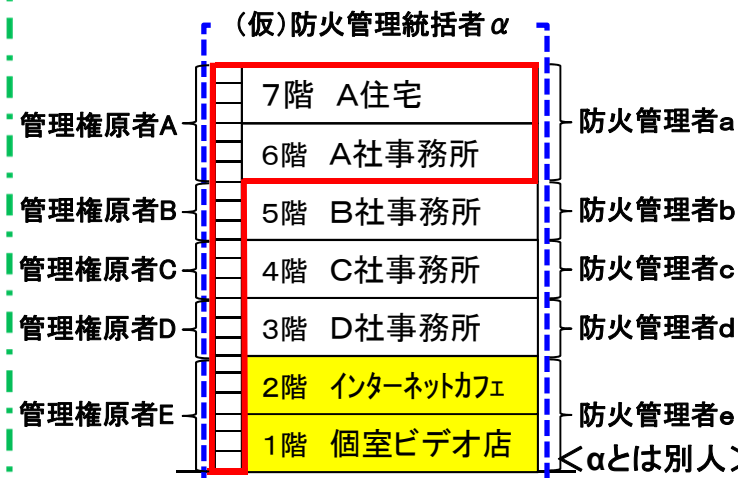 (仮)防火管理統括者α
管理権原者A
7階 A住宅
6階 A社事務所
防火管理者a
管理権原者B
5階 B社事務所
防火管理者b
管理権原者C
4階 C社事務所
防火管理者c
管理権原者D
3階 D社事務所
防火管理者d
管理権原者E
2階 インターネットカフェ
1階 個室ビデオ店
防火管理者e
<αとは別人>